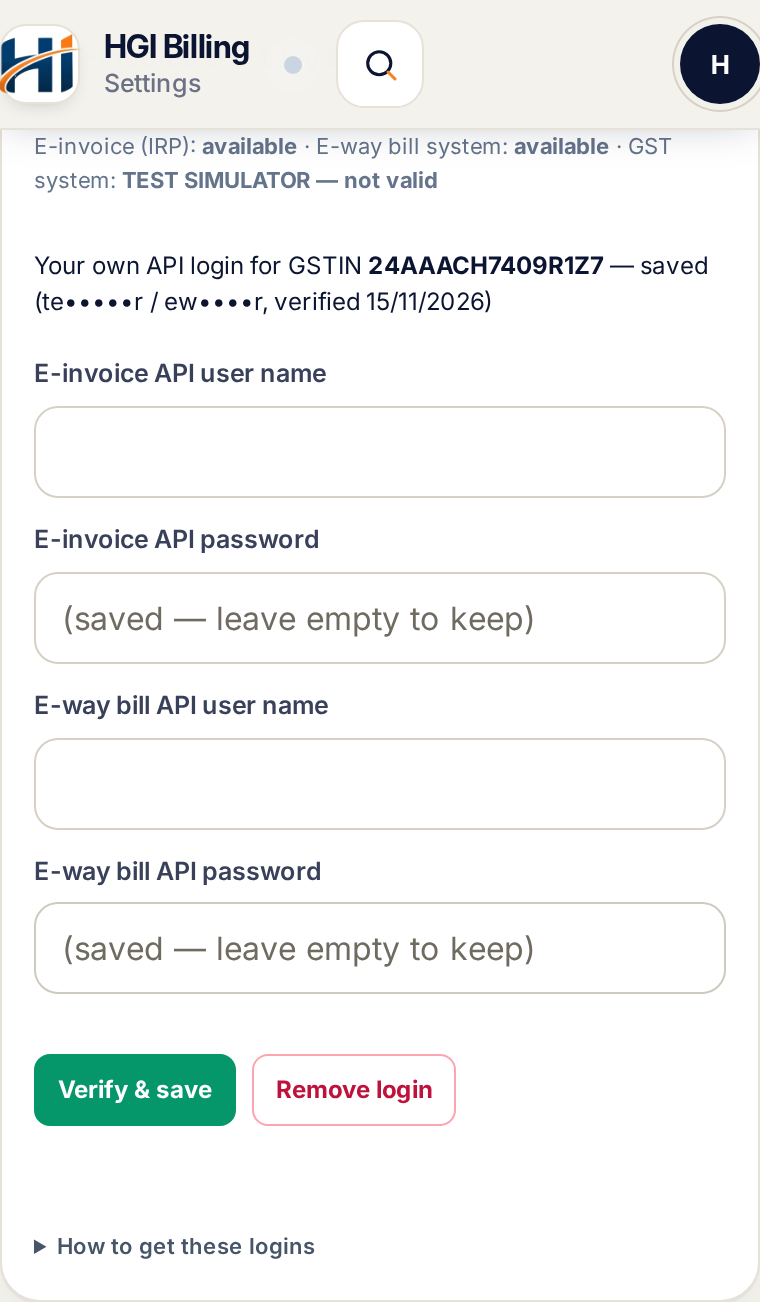 Hi
HGI Billing
Settings
H
E-invoice (IRP): available · E-way bill system: available · GST
system: TEST SIMULATOR — not valid
Your own API login for GSTIN 24AAACH7409R1Z7 — saved
(te•••••r / ew••••r, verified 15/11/2026)
E-invoice API user name
E-invoice API password
(saved — leave empty to keep)
E-way bill API user name
E-way bill API password
(saved — leave empty to keep)
Verify & save
Remove login
How to get these logins